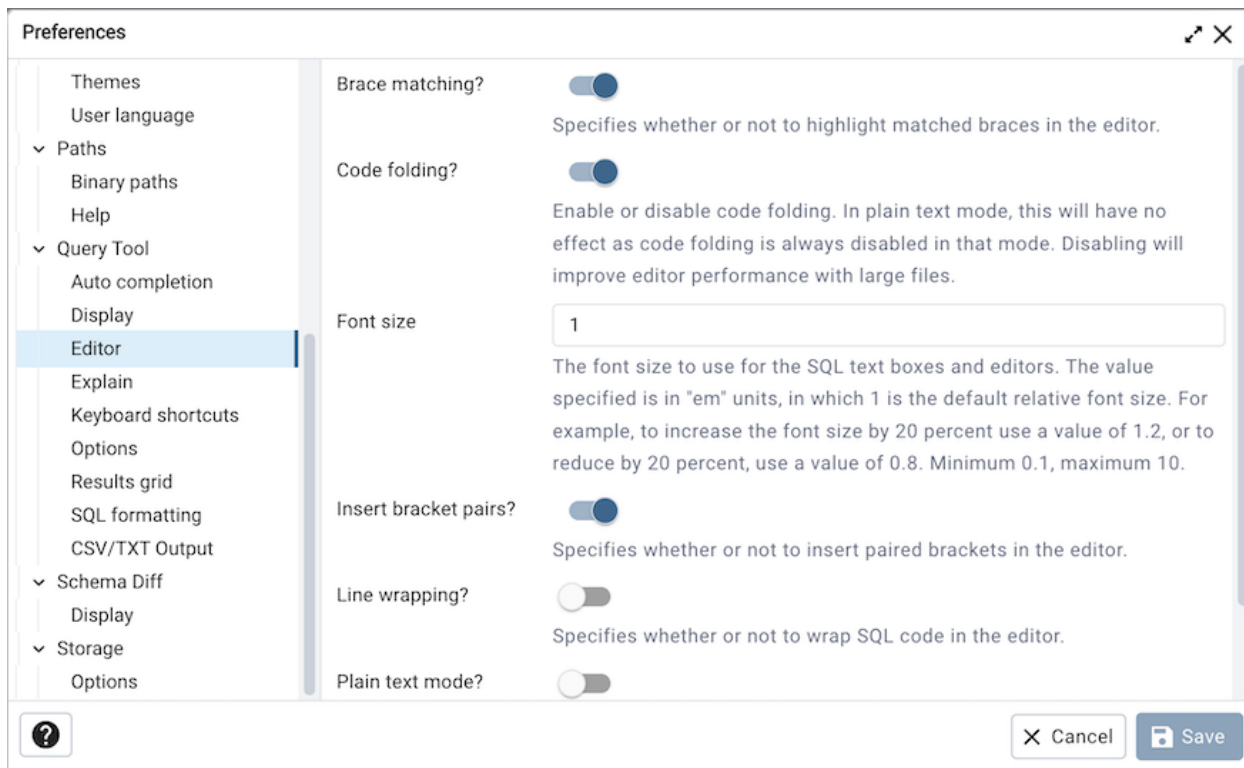 Preferences
Themes
User language
Paths
Binary paths
Help
Query Tool
Auto completion
Display
Editor
Explain
Keyboard shortcuts
Options
Results grid
SQL formatting
CSV/TXT Output
Schema Diff
Display
Storage
Options
Brace matching?
Specifies whether or not to highlight matched braces in the editor.
Code folding?
Enable or disable code folding. In plain text mode, this will have no
effect as code folding is always disabled in that mode. Disabling will
improve editor performance with large files.
Font size
1
The font size to use for the SQL text boxes and editors. The value
specified is in "em" units, in which 1 is the default relative font size. For
example, to increase the font size by 20 percent use a value of 1.2, or to
reduce by 20 percent, use a value of 0.8. Minimum 0.1, maximum 10.
Insert bracket pairs?
Specifies whether or not to insert paired brackets in the editor.
Line wrapping?
Specifies whether or not to wrap SQL code in the editor.
Plain text mode?
Cancel
Save